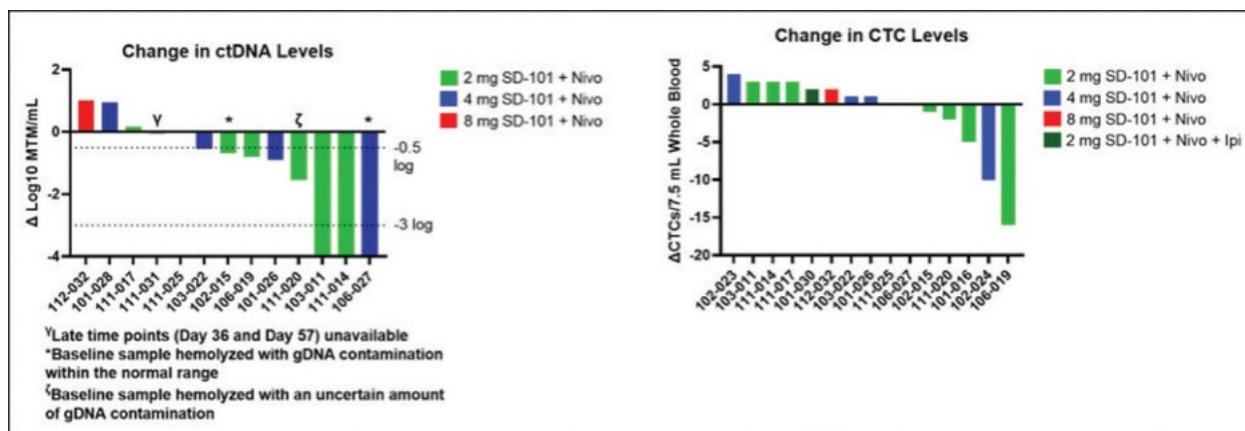 Change in ctDNA Levels
Δ Log10 MTM/mL
2
0
-2
-4
γ
*
ζ
*
-0.5
log
-3 log
112-032
101-028
111-017
111-031
111-025
103-022
102-015
106-019
101-026
111-020
103-011
111-014
106-027
2 mg SD-101 + Nivo
4 mg SD-101 + Nivo
8 mg SD-101 + Nivo
γLate time points (Day 36 and Day 57) unavailable
*Baseline sample hemolyzed with gDNA contamination
within the normal range
ζBaseline sample hemolyzed with an uncertain amount
of gDNA contamination
Change in CTC Levels
ΔCTCs/7.5 mL Whole Blood
5
0
-5
-10
-15
-20
102-023
103-011
111-014
111-017
101-030
112-032
103-022
101-026
111-025
106-027
102-015
111-020
101-016
102-024
106-019
2 mg SD-101 + Nivo
4 mg SD-101 + Nivo
8 mg SD-101 + Nivo
2 mg SD-101 + Nivo + Ipi